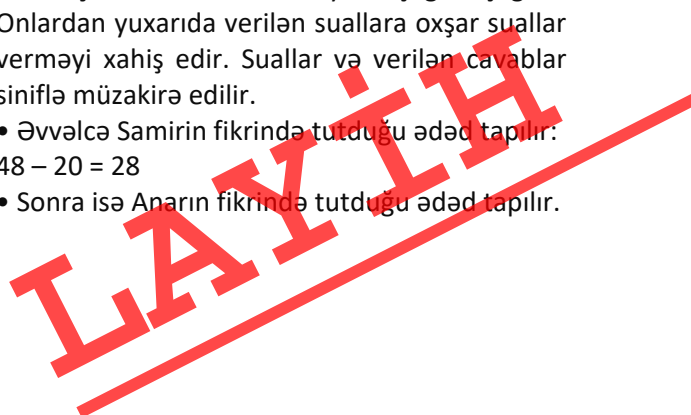 Onlardan yuxarıda verilən suallara oxşar suallar
verməyi xahiş edir. Suallar və verilən cavablar
siniflə müzakirə edilir.
• Əvvəlcə Samirin fikrində tutduğu ədəd tapılır:
48 – 20 = 28
• Sonra isə Anarın fikrində tutduğu ədəd tapılır.
LAYİH